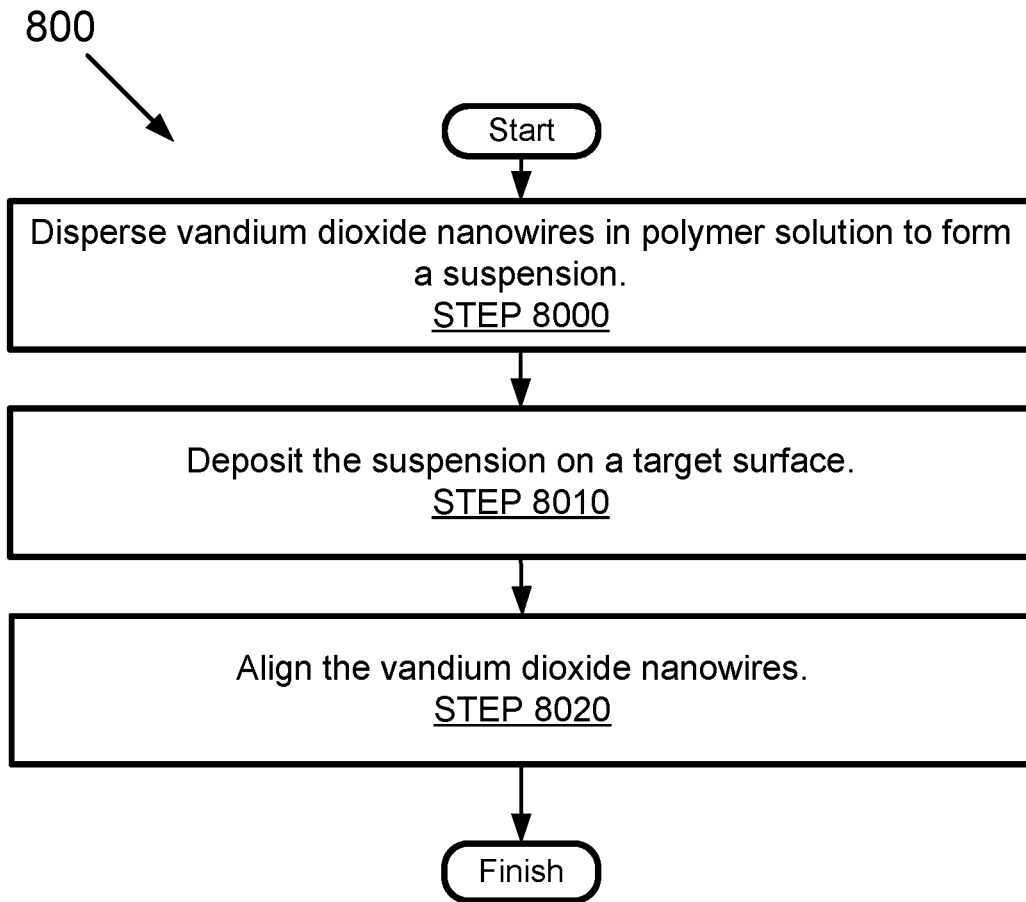 800
Start
Disperse vandium dioxide nanowires in polymer solution to form
a suspension.
STEP 8000
Deposit the suspension on a target surface.
STEP 8010
Align the vandium dioxide nanowires.
STEP 8020
Finish